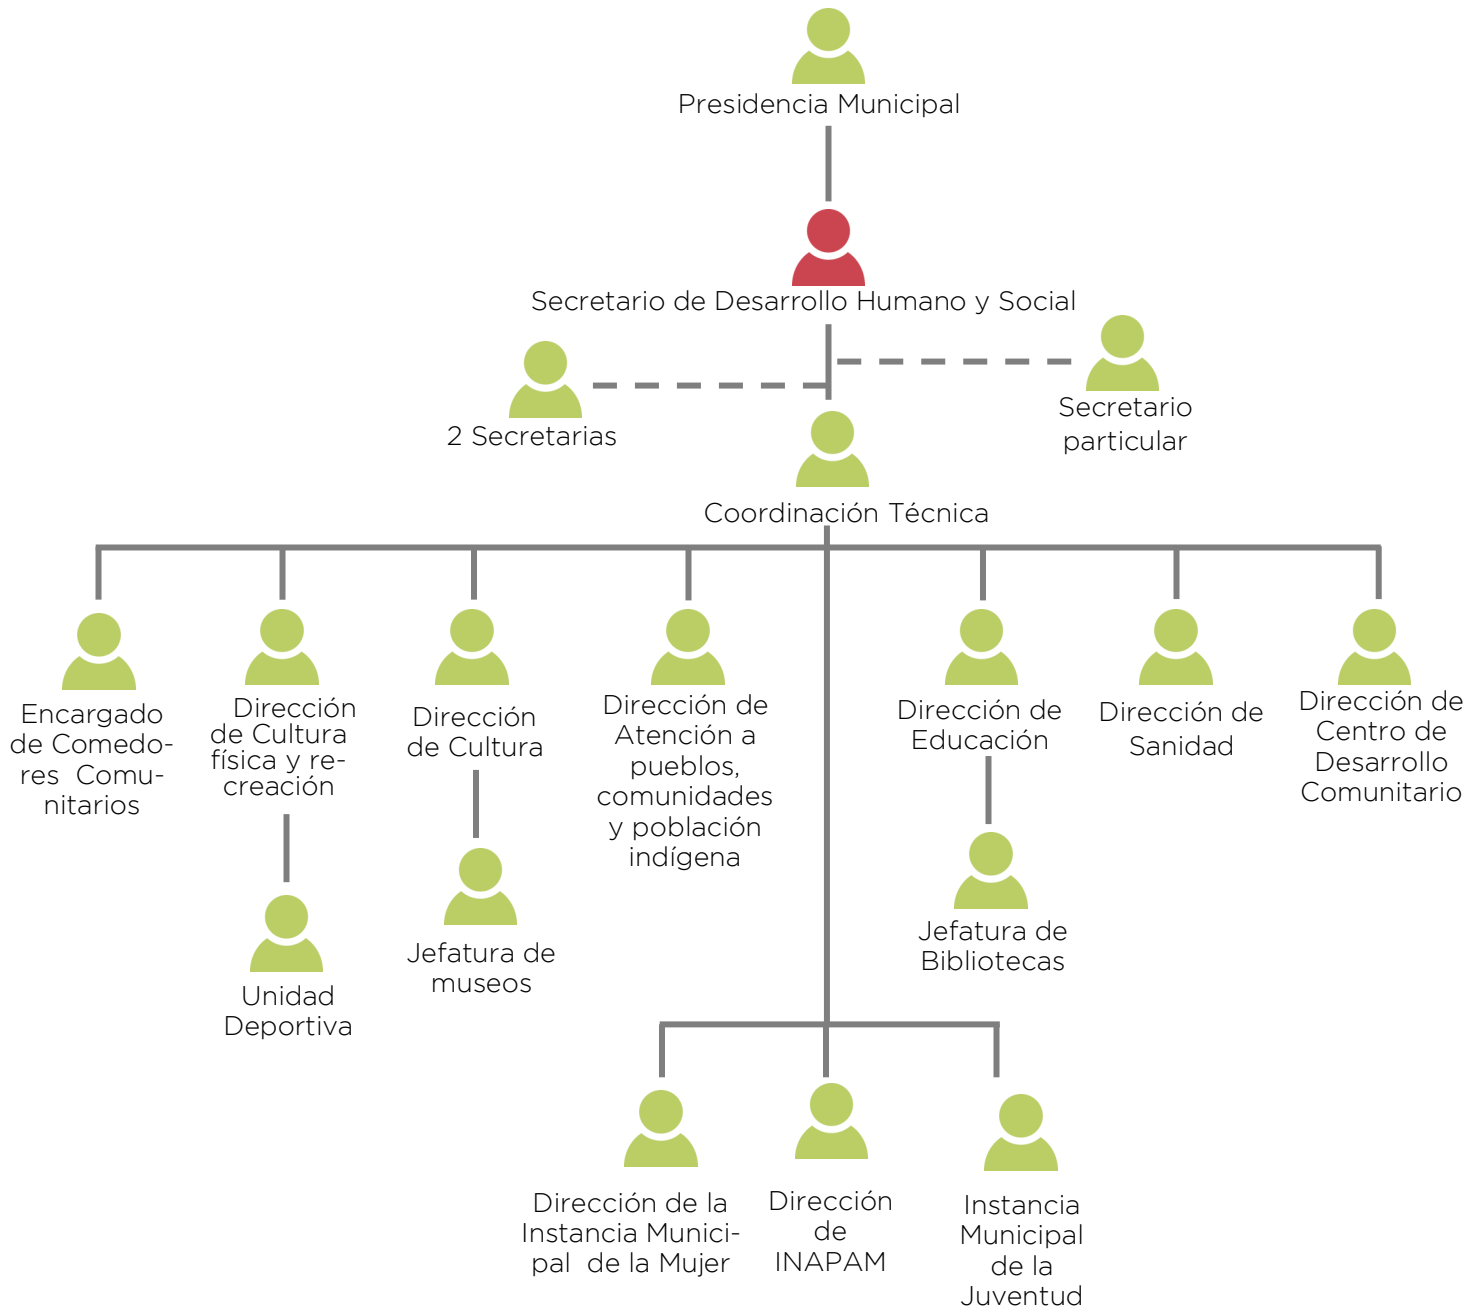 Presidencia Municipal
Secretario de Desarrollo Humano y Social
2 Secretarias
Secretario
particular
Coordinación Técnica
Encargado
de Comedo-
res Comu-
nitarios
Dirección
de Cultura
física y re-
creación
Dirección
de Cultura
Dirección de
Atención a
pueblos,
comunidades
y población
indígena
Dirección de
Educación
Dirección de
Sanidad
Dirección de
Centro de
Desarrollo
Comunitario
Unidad
Deportiva
Jefatura de
museos
Jefatura de
Bibliotecas
Dirección de la
Instancia Munici-
pal de la Mujer
Dirección
de
INAPAM
Instancia
Municipal
de la
Juventud